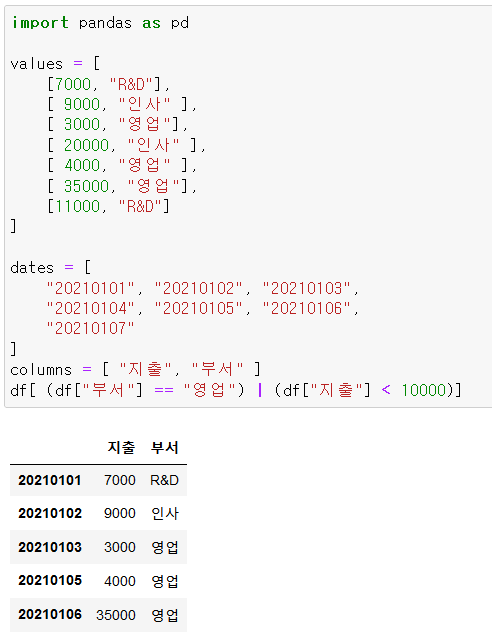 import pandas as pd

values = [
    [7000, "R&D"],
    [ 9000, "인사" ],
    [ 3000, "영업"],
    [ 20000, "인사" ],
    [ 4000, "영업" ],
    [ 35000, "영업"],
    [11000, "R&D"]
]

dates = [
    "20210101", "20210102", "20210103",
    "20210104", "20210105", "20210106",
    "20210107"
]
columns = [ "지출", "부서" ]
df[ (df["부서"] == "영업") | (df["지출"] < 10000)]
지출 부서
20210101 7000 R&D
20210102 9000 인사
20210103 3000 영업
20210105 4000 영업
20210106 35000 영업